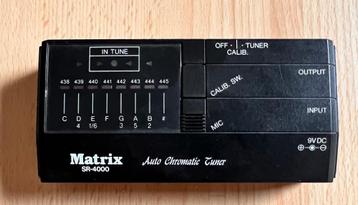 IN TUNE
OFF · TUNER
CALIB.
438 439 440 441 442 443 444 445
OUTPUT
CALIB. SW.
INPUT
MIC
C D E F G A B #
4 1/6 3 5 2
9V DC
Matrix
SR-4000
Auto Chromatic Tuner